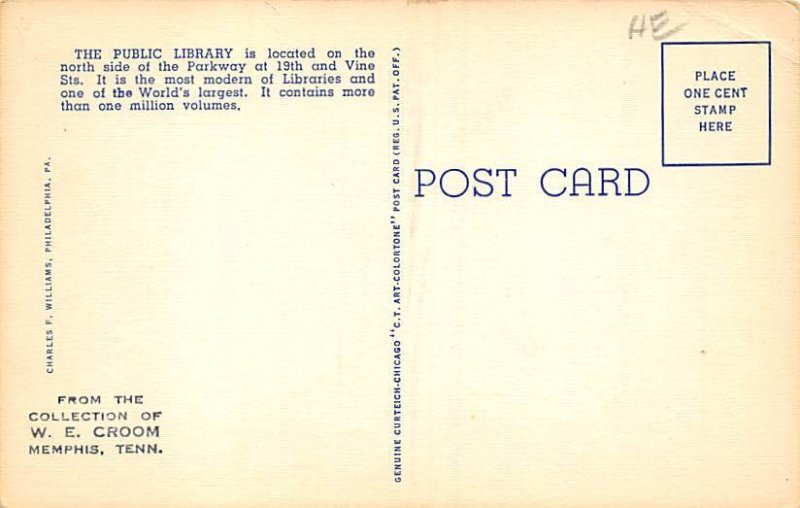 THE PUBLIC LIBRARY is located on the
north side of the Parkway at 19th and Vine
Sts. It is the most modern of Libraries and
one of the World's largest. It contains more
than one million volumes.
CHARLES F. WILLIAMS, PHILADELPHIA, PA.
FROM THE
COLLECTION OF
W. E. CROOM
MEMPHIS, TENN.
GENUINE CURTEICH-CHICAGO "C.T. ART-COLORTONE" POST CARD (REG. U.S. PAT. OFF.)
POST CARD
HE
PLACE
ONE CENT
STAMP
HERE